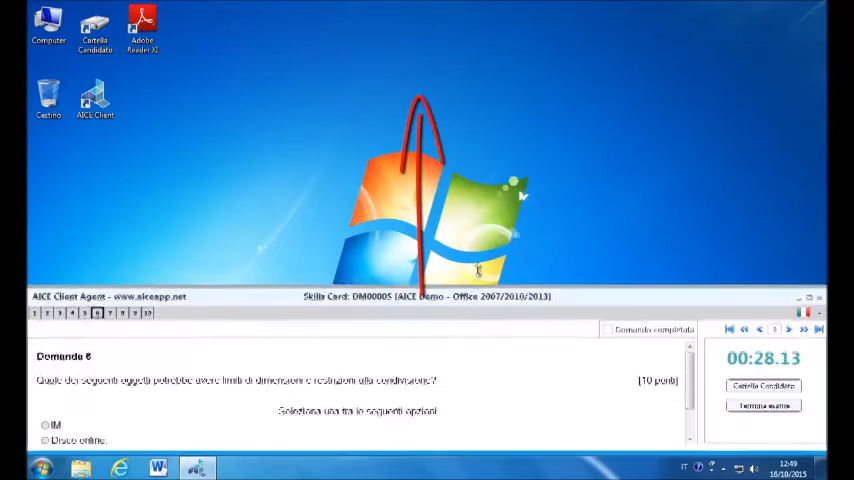 Computer
Cartella
Candidato
Adobe
Reader XI
Cestino
AICE Client
AICE Client Agent - www.aiceapp.net
Skills Card: DM00005 [AICE Demo - Office 2007/2010/2013]
1 2 3 4 5 6 7 8 9 10
Domanda completata
6
Domanda 6
00:28.13
Quale dei seguenti oggetti potrebbe avere limiti di dimensioni e restrizioni alla condivisione?
[10 punti]
Cartella Candidato
Termina esame
Seleziona una fra le seguenti opzioni
IM
Disco online.
IT
12:49
16/10/2015